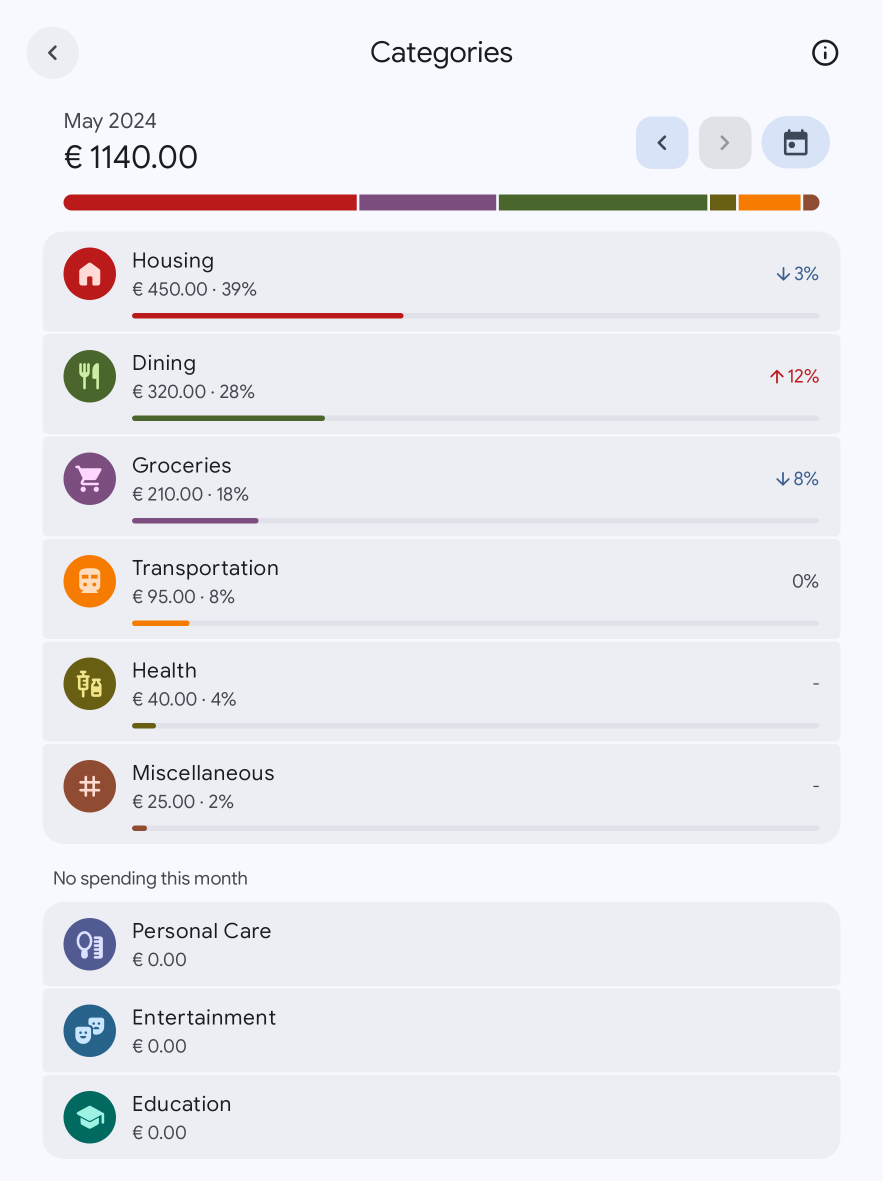 Categories
May 2024
€ 1140.00
Housing
€ 450.00 · 39%
↓ 3%
Dining
€ 320.00 · 28%
↑ 12%
Groceries
€ 210.00 · 18%
↓ 8%
Transportation
€ 95.00 · 8%
0%
Health
€ 40.00 · 4%
-
Miscellaneous
€ 25.00 · 2%
-
No spending this month
Personal Care
€ 0.00
Entertainment
€ 0.00
Education
€ 0.00